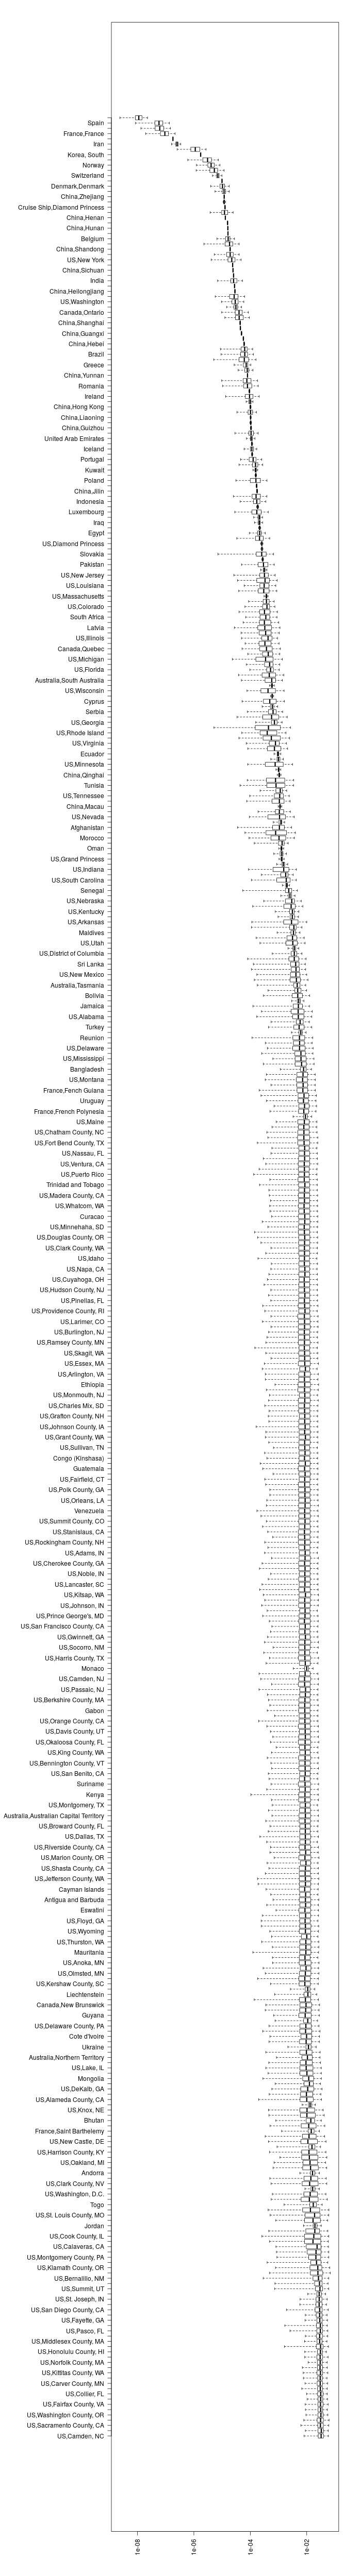 Spain
France,France
Iran
Korea, South
Norway
Switzerland
Denmark,Denmark
China,Zhejiang
Cruise Ship,Diamond Princess
China,Henan
China,Hunan
Belgium
China,Shandong
US,New York
China,Sichuan
India
China,Heilongjiang
US,Washington
Canada,Ontario
China,Shanghai
China,Guangxi
China,Hebei
Brazil
Greece
China,Yunnan
Romania
Ireland
China,Hong Kong
China,Liaoning
China,Guizhou
United Arab Emirates
Iceland
Portugal
Kuwait
Poland
China,Jilin
Indonesia
Luxembourg
Iraq
Egypt
US,Diamond Princess
Slovakia
Pakistan
US,New Jersey
US,Louisiana
US,Massachusetts
US,Colorado
South Africa
Latvia
US,Illinois
Canada,Quebec
US,Michigan
US,Florida
Australia,South Australia
US,Wisconsin
Cyprus
Serbia
US,Georgia
US,Rhode Island
US,Virginia
Ecuador
US,Minnesota
China,Qinghai
Tunisia
US,Tennessee
China,Macau
US,Nevada
Afghanistan
Morocco
Oman
US,Grand Princess
US,Indiana
US,South Carolina
Senegal
US,Nebraska
US,Kentucky
US,Arkansas
Maldives
US,Utah
US,District of Columbia
Sri Lanka
US,New Mexico
Australia,Tasmania
Bolivia
Jamaica
US,Alabama
Turkey
Reunion
US,Delaware
US,Mississippi
Bangladesh
US,Montana
France,Fench Guiana
Uruguay
France,French Polynesia
US,Maine
US,Chatham County, NC
US,Fort Bend County, TX
US,Nassau, FL
US,Ventura, CA
US,Puerto Rico
Trinidad and Tobago
US,Madera County, CA
US,Whatcom, WA
Curacao
US,Minnehaha, SD
US,Douglas County, OR
US,Clark County, WA
US,Idaho
US,Napa, CA
US,Cuyahoga, OH
US,Hudson County, NJ
US,Pinellas, FL
US,Providence County, RI
US,Larimer, CO
US,Burlington, NJ
US,Ramsey County, MN
US,Skagit, WA
US,Essex, MA
US,Arlington, VA
Ethiopia
US,Monmouth, NJ
US,Charles Mix, SD
US,Grafton County, NH
US,Johnson County, IA
US,Grant County, WA
US,Sullivan, TN
Congo (Kinshasa)
Guatemala
US,Fairfield, CT
US,Polk County, GA
US,Orleans, LA
Venezuela
US,Summit County, CO
US,Stanislaus, CA
US,Rockingham County, NH
US,Adams, IN
US,Cherokee County, GA
US,Noble, IN
US,Lancaster, SC
US,Kitsap, WA
US,Johnson, IN
US,Prince George's, MD
US,San Francisco County, CA
US,Gwinnett, GA
US,Socorro, NM
US,Harris County, TX
Monaco
US,Camden, NJ
US,Passaic, NJ
US,Berkshire County, MA
Gabon
US,Orange County, CA
US,Davis County, UT
US,Okaloosa County, FL
US,King County, WA
US,Bennington County, VT
US,San Benito, CA
Suriname
Kenya
US,Montgomery, TX
Australia,Australian Capital Territory
US,Broward County, FL
US,Dallas, TX
US,Riverside County, CA
US,Marion County, OR
US,Shasta County, CA
US,Jefferson County, WA
Cayman Islands
Antigua and Barbuda
Eswatini
US,Floyd, GA
US,Wyoming
US,Thurston, WA
Mauritania
US,Anoka, MN
US,Olmsted, MN
US,Kershaw County, SC
Liechtenstein
Canada,New Brunswick
Guyana
US,Delaware County, PA
Cote d'Ivoire
Ukraine
Australia,Northern Territory
US,Lake, IL
Mongolia
US,DeKalb, GA
US,Alameda County, CA
US,Knox, NE
Bhutan
France,Saint Barthelemy
US,New Castle, DE
US,Harrison County, KY
US,Oakland, MI
Andorra
US,Clark County, NV
US,Washington, D.C.
Togo
US,St. Louis County, MO
Jordan
US,Cook County, IL
US,Calaveras, CA
US,Montgomery County, PA
US,Klamath County, OR
US,Bernalillo, NM
US,Summit, UT
US,St. Joseph, IN
US,San Diego County, CA
US,Fayette, GA
US,Pasco, FL
US,Middlesex County, MA
US,Honolulu County, HI
US,Norfolk County, MA
US,Kittitas County, WA
US,Carver County, MN
US,Collier, FL
US,Fairfax County, VA
US,Washington County, OR
US,Sacramento County, CA
US,Camden, NC
1e-08
1e-06
1e-04
1e-02